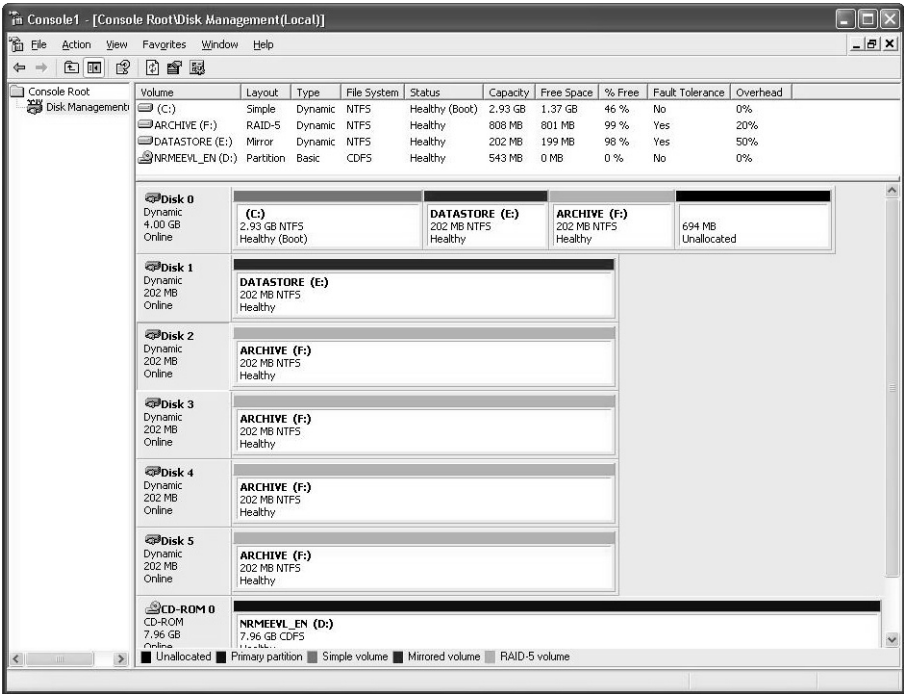 Console1 - [Console Root\Disk Management(Local)]
File Action View Favorites Window Help
Console Root
Disk Management(
Volume Layout Type File System Status Capacity Free Space % Free Fault Tolerance Overhead
(C:) Simple Dynamic NTFS Healthy (Boot) 2.93 GB 1.37 GB 46 % No 0%
ARCHIVE (F:) RAID-5 Dynamic NTFS Healthy 808 MB 801 MB 99 % Yes 20%
DATASTORE (E:) Mirror Dynamic NTFS Healthy 202 MB 199 MB 98 % Yes 50%
NRMEEVL_EN (D:) Partition Basic CDFS Healthy 543 MB 0 MB 0 % No 0%
Disk 0
Dynamic
4.00 GB
Online
(C:)
2.93 GB NTFS
Healthy (Boot)
DATASTORE (E:)
202 MB NTFS
Healthy
ARCHIVE (F:)
202 MB NTFS
Healthy
694 MB
Unallocated
Disk 1
Dynamic
202 MB
Online
DATASTORE (E:)
202 MB NTFS
Healthy
Disk 2
Dynamic
202 MB
Online
ARCHIVE (F:)
202 MB NTFS
Healthy
Disk 3
Dynamic
202 MB
Online
ARCHIVE (F:)
202 MB NTFS
Healthy
Disk 4
Dynamic
202 MB
Online
ARCHIVE (F:)
202 MB NTFS
Healthy
Disk 5
Dynamic
202 MB
Online
ARCHIVE (F:)
202 MB NTFS
Healthy
CD-ROM 0
CD-ROM
7.96 GB
Online
NRMEEVL_EN (D:)
7.96 GB CDFS
Healthy
Unallocated Primary partition Simple volume Mirrored volume RAID-5 volume